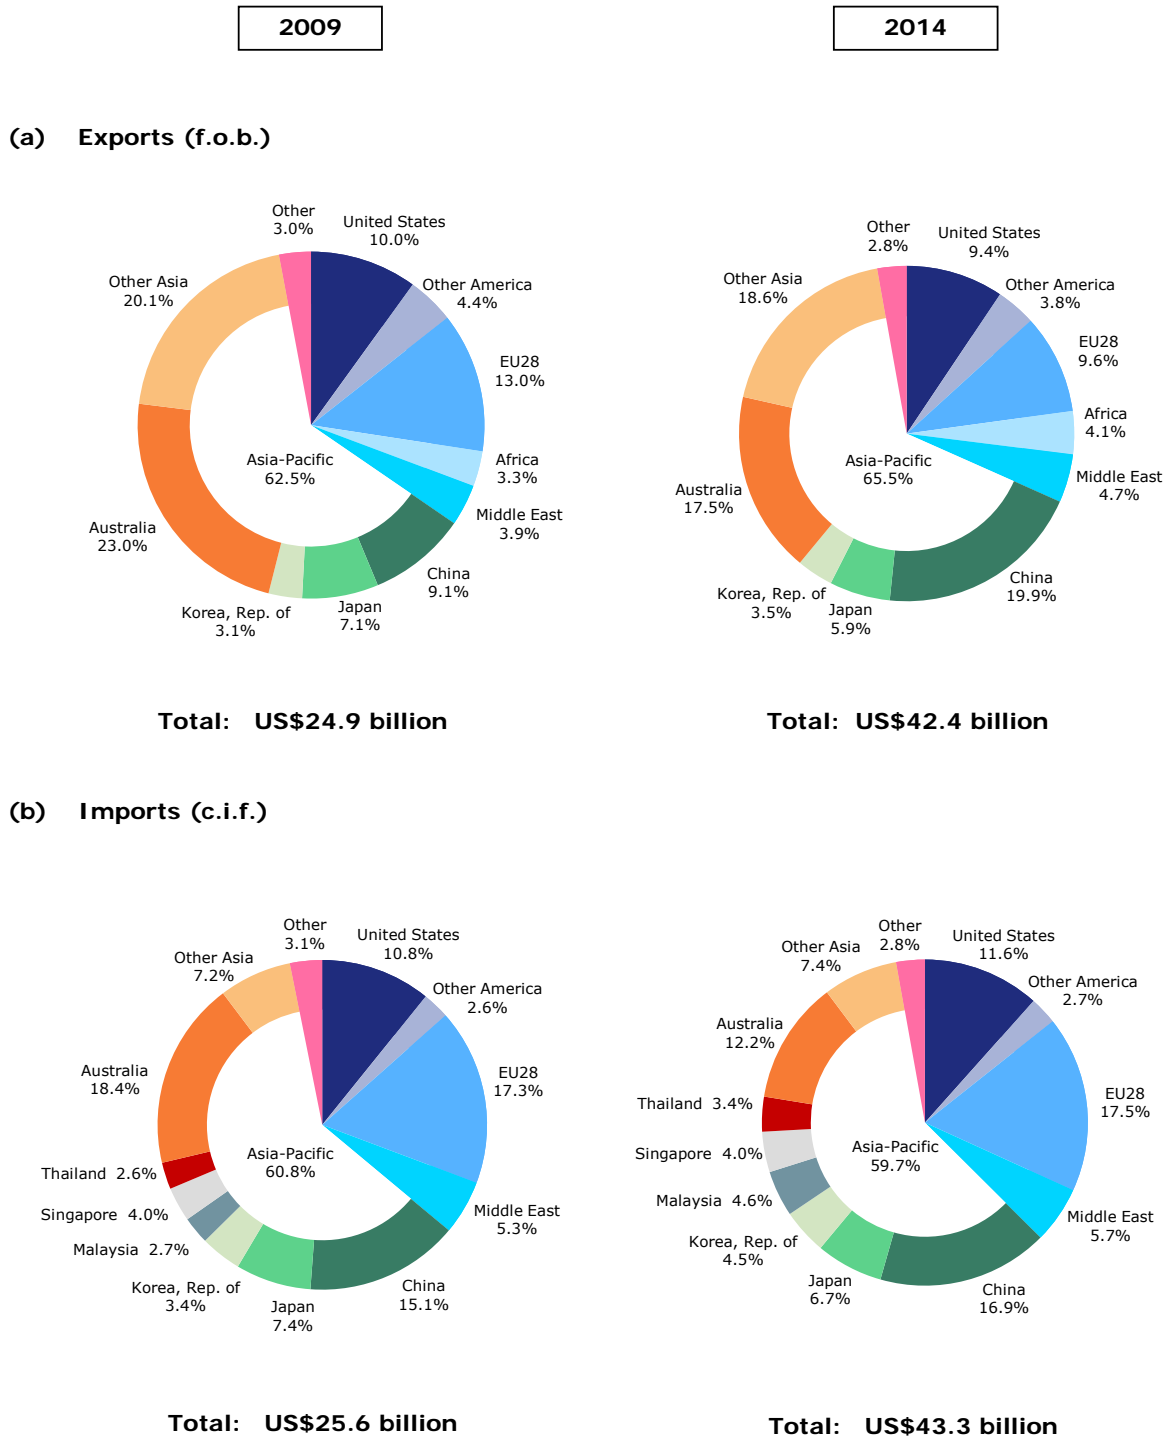 2009
2014
(a) Exports (f.o.b.)
Other
3.0%
United States
10.0%
Other America
4.4%
EU28
13.0%
Africa
3.3%
Middle East
3.9%
China
9.1%
Japan
7.1%
Korea, Rep. of
3.1%
Australia
23.0%
Other Asia
20.1%
Asia-Pacific
62.5%
Total: US$24.9 billion
Other
2.8%
United States
9.4%
Other America
3.8%
EU28
9.6%
Africa
4.1%
Middle East
4.7%
China
19.9%
Japan
5.9%
Korea, Rep. of
3.5%
Australia
17.5%
Other Asia
18.6%
Asia-Pacific
65.5%
Total: US$42.4 billion
(b) Imports (c.i.f.)
Other
3.1%
United States
10.8%
Other America
2.6%
EU28
17.3%
Middle East
5.3%
China
15.1%
Japan
7.4%
Korea, Rep. of
3.4%
Malaysia 2.7%
Singapore 4.0%
Thailand 2.6%
Australia
18.4%
Other Asia
7.2%
Asia-Pacific
60.8%
Total: US$25.6 billion
Other
2.8%
United States
11.6%
Other America
2.7%
EU28
17.5%
Middle East
5.7%
China
16.9%
Japan
6.7%
Korea, Rep. of
4.5%
Malaysia 4.6%
Singapore 4.0%
Thailand 3.4%
Australia
12.2%
Other Asia
7.4%
Asia-Pacific
59.7%
Total: US$43.3 billion